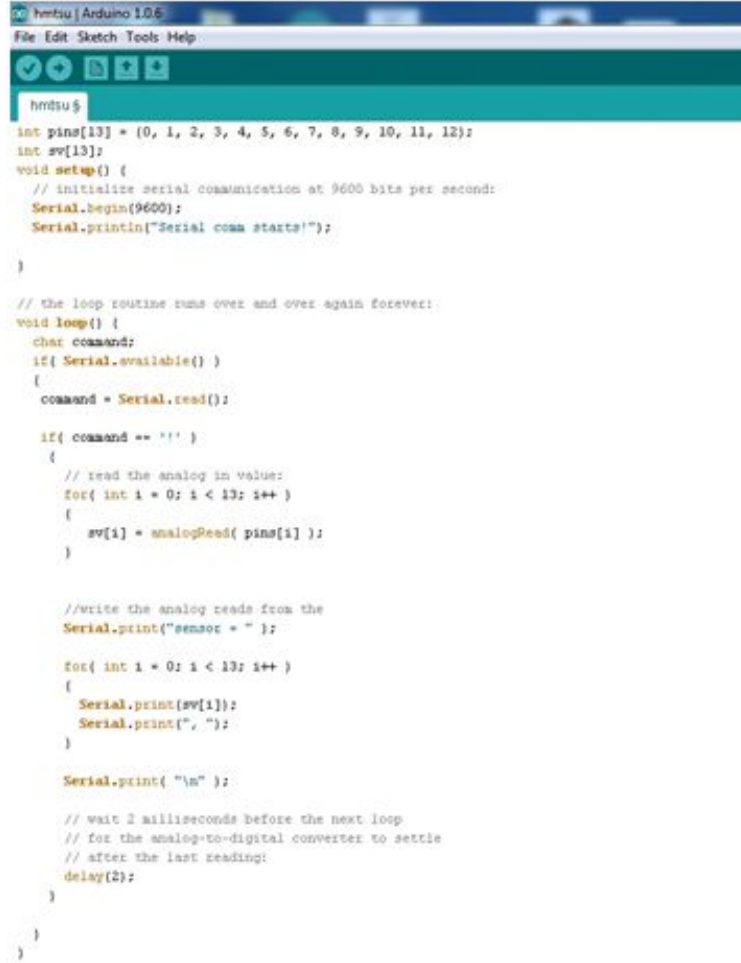 hmtsu | Arduino 1.0.6
File Edit Sketch Tools Help
hmtsu §
int pins[13] = {0, 1, 2, 3, 4, 5, 6, 7, 8, 9, 10, 11, 12};
int sv[13];
void setup() {
// initialize serial communication at 9600 bits per second:
Serial.begin(9600);
Serial.println("Serial comm starts!");
}
// the loop routine runs over and over again forever:
void loop() {
char command;
if( Serial.available() )
{
command = Serial.read();
if( command == '!' )
{
// read the analog in value:
for( int i = 0; i < 13; i++ )
{
sv[i] = analogRead( pins[i] );
}
//write the analog reads from the
Serial.print("sensor = " );
for( int i = 0; i < 13; i++ )
{
Serial.print(sv[i]);
Serial.print(", ");
}
Serial.print( "\n" );
// wait 2 milliseconds before the next loop
// for the analog-to-digital converter to settle
// after the last reading:
delay(2);
}
}
}